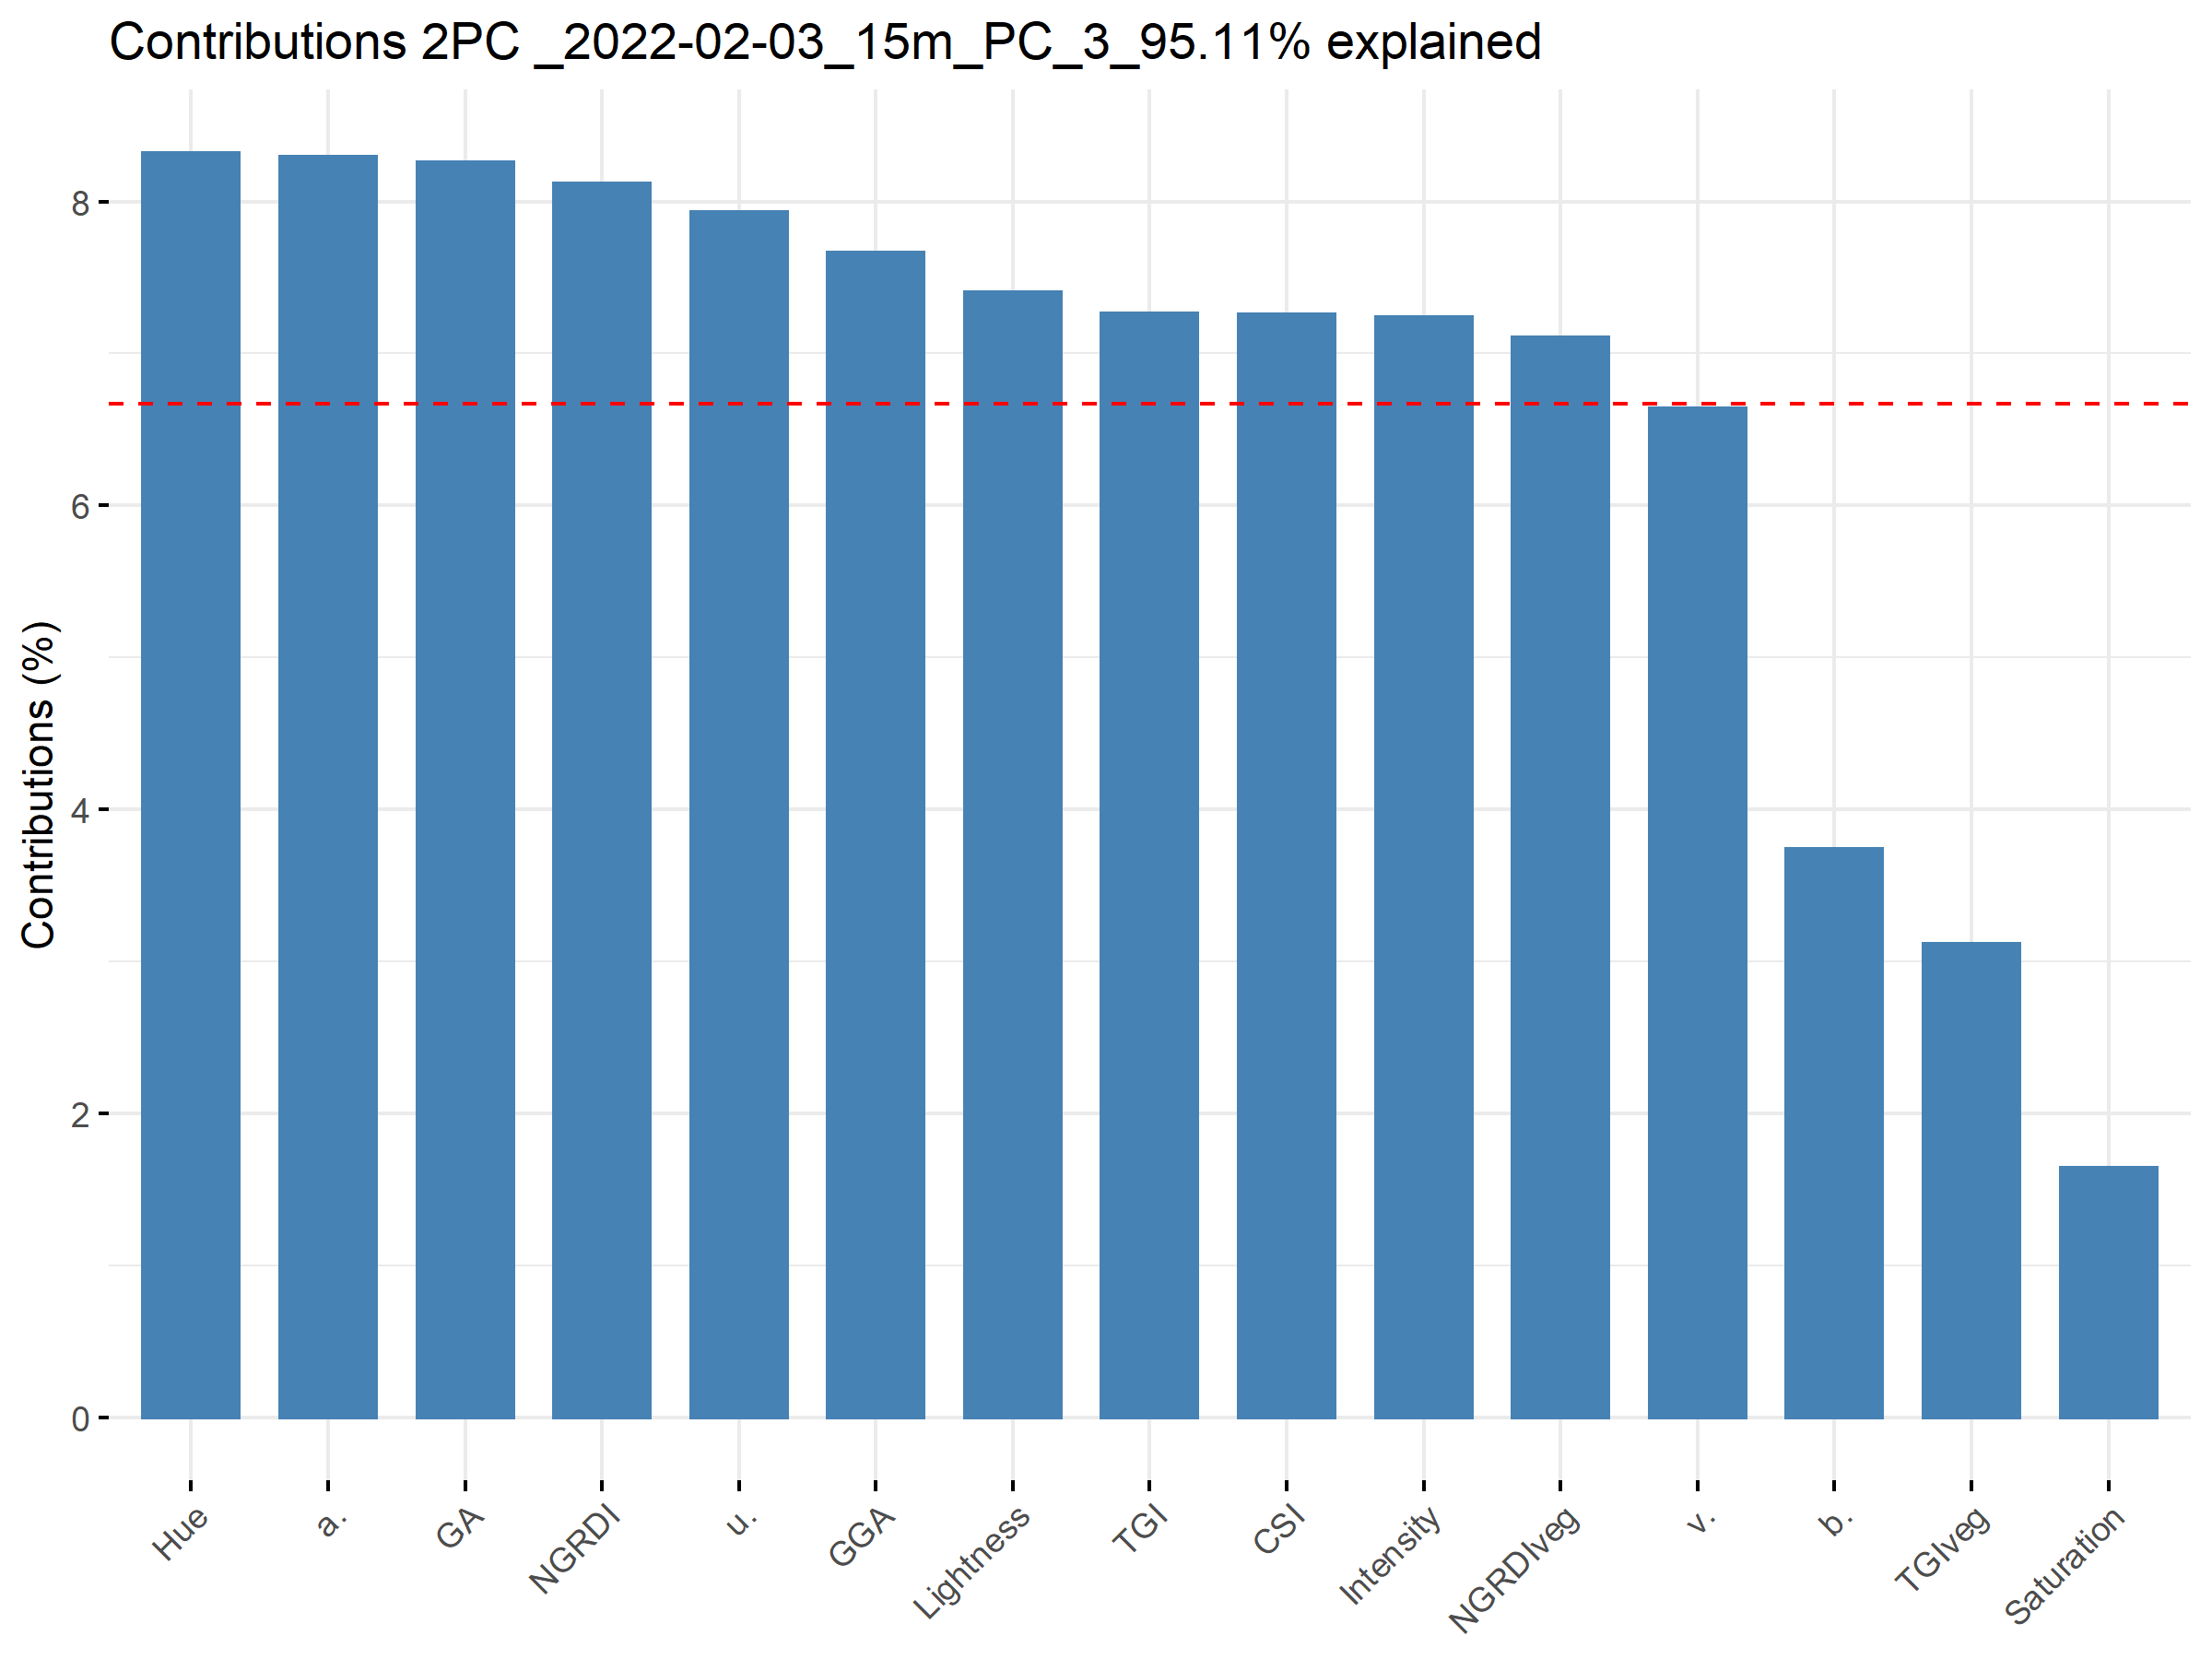 Contributions 2PC _2022-02-03_15m_PC_3_95.11% explained
Contributions (%)
8
6
4
2
0
Hue
a.
GA
NGRDI
u.
GGA
Lightness
TGI
CSI
Intensity
NGRDIveg
v.
b.
TGIveg
Saturation